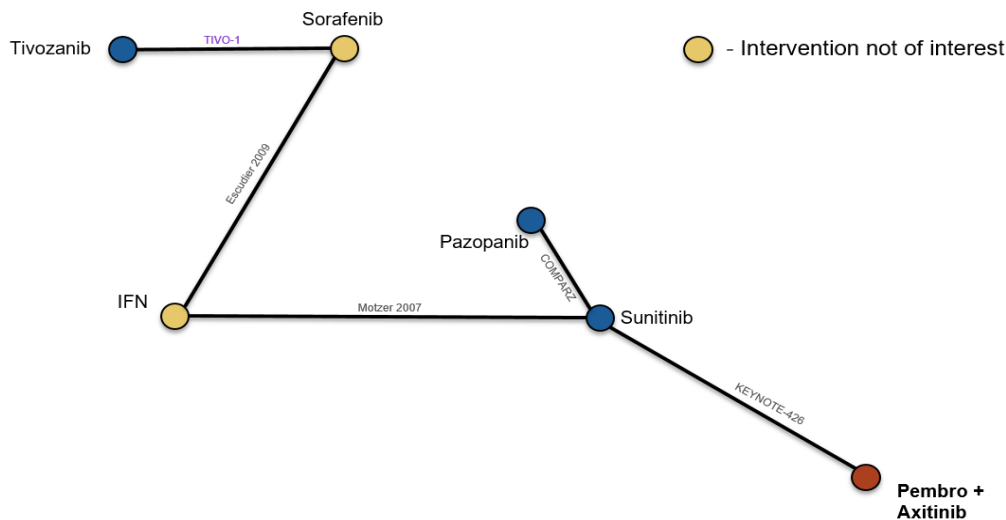 Sorafenib
Tivozanib
TIVO-1
- Intervention not of interest
Escudier 2009
Pazopanib
COMPARZ
IFN
Motzer 2007
Sunitinib
KEYNOTE-426
Pembro +
Axitinib